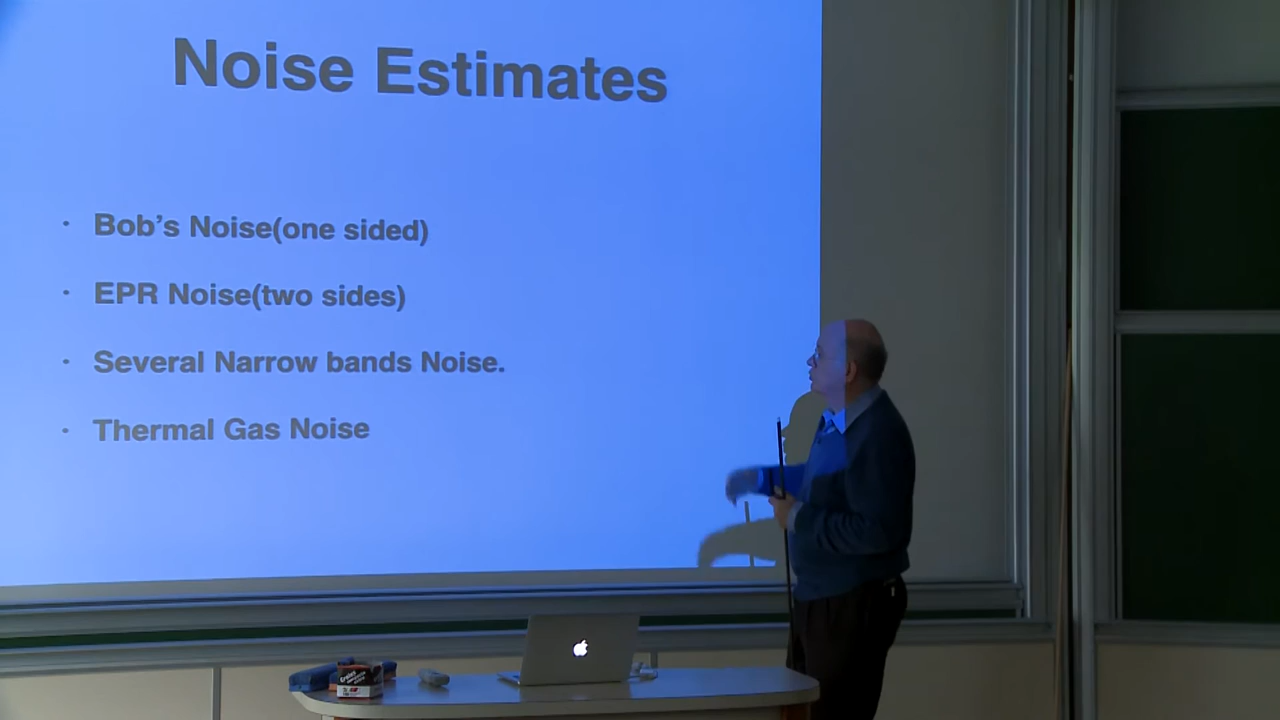 Noise Estimates
· Bob's Noise(one sided)
· EPR Noise(two sides)
· Several Narrow bands Noise.
· Thermal Gas Noise